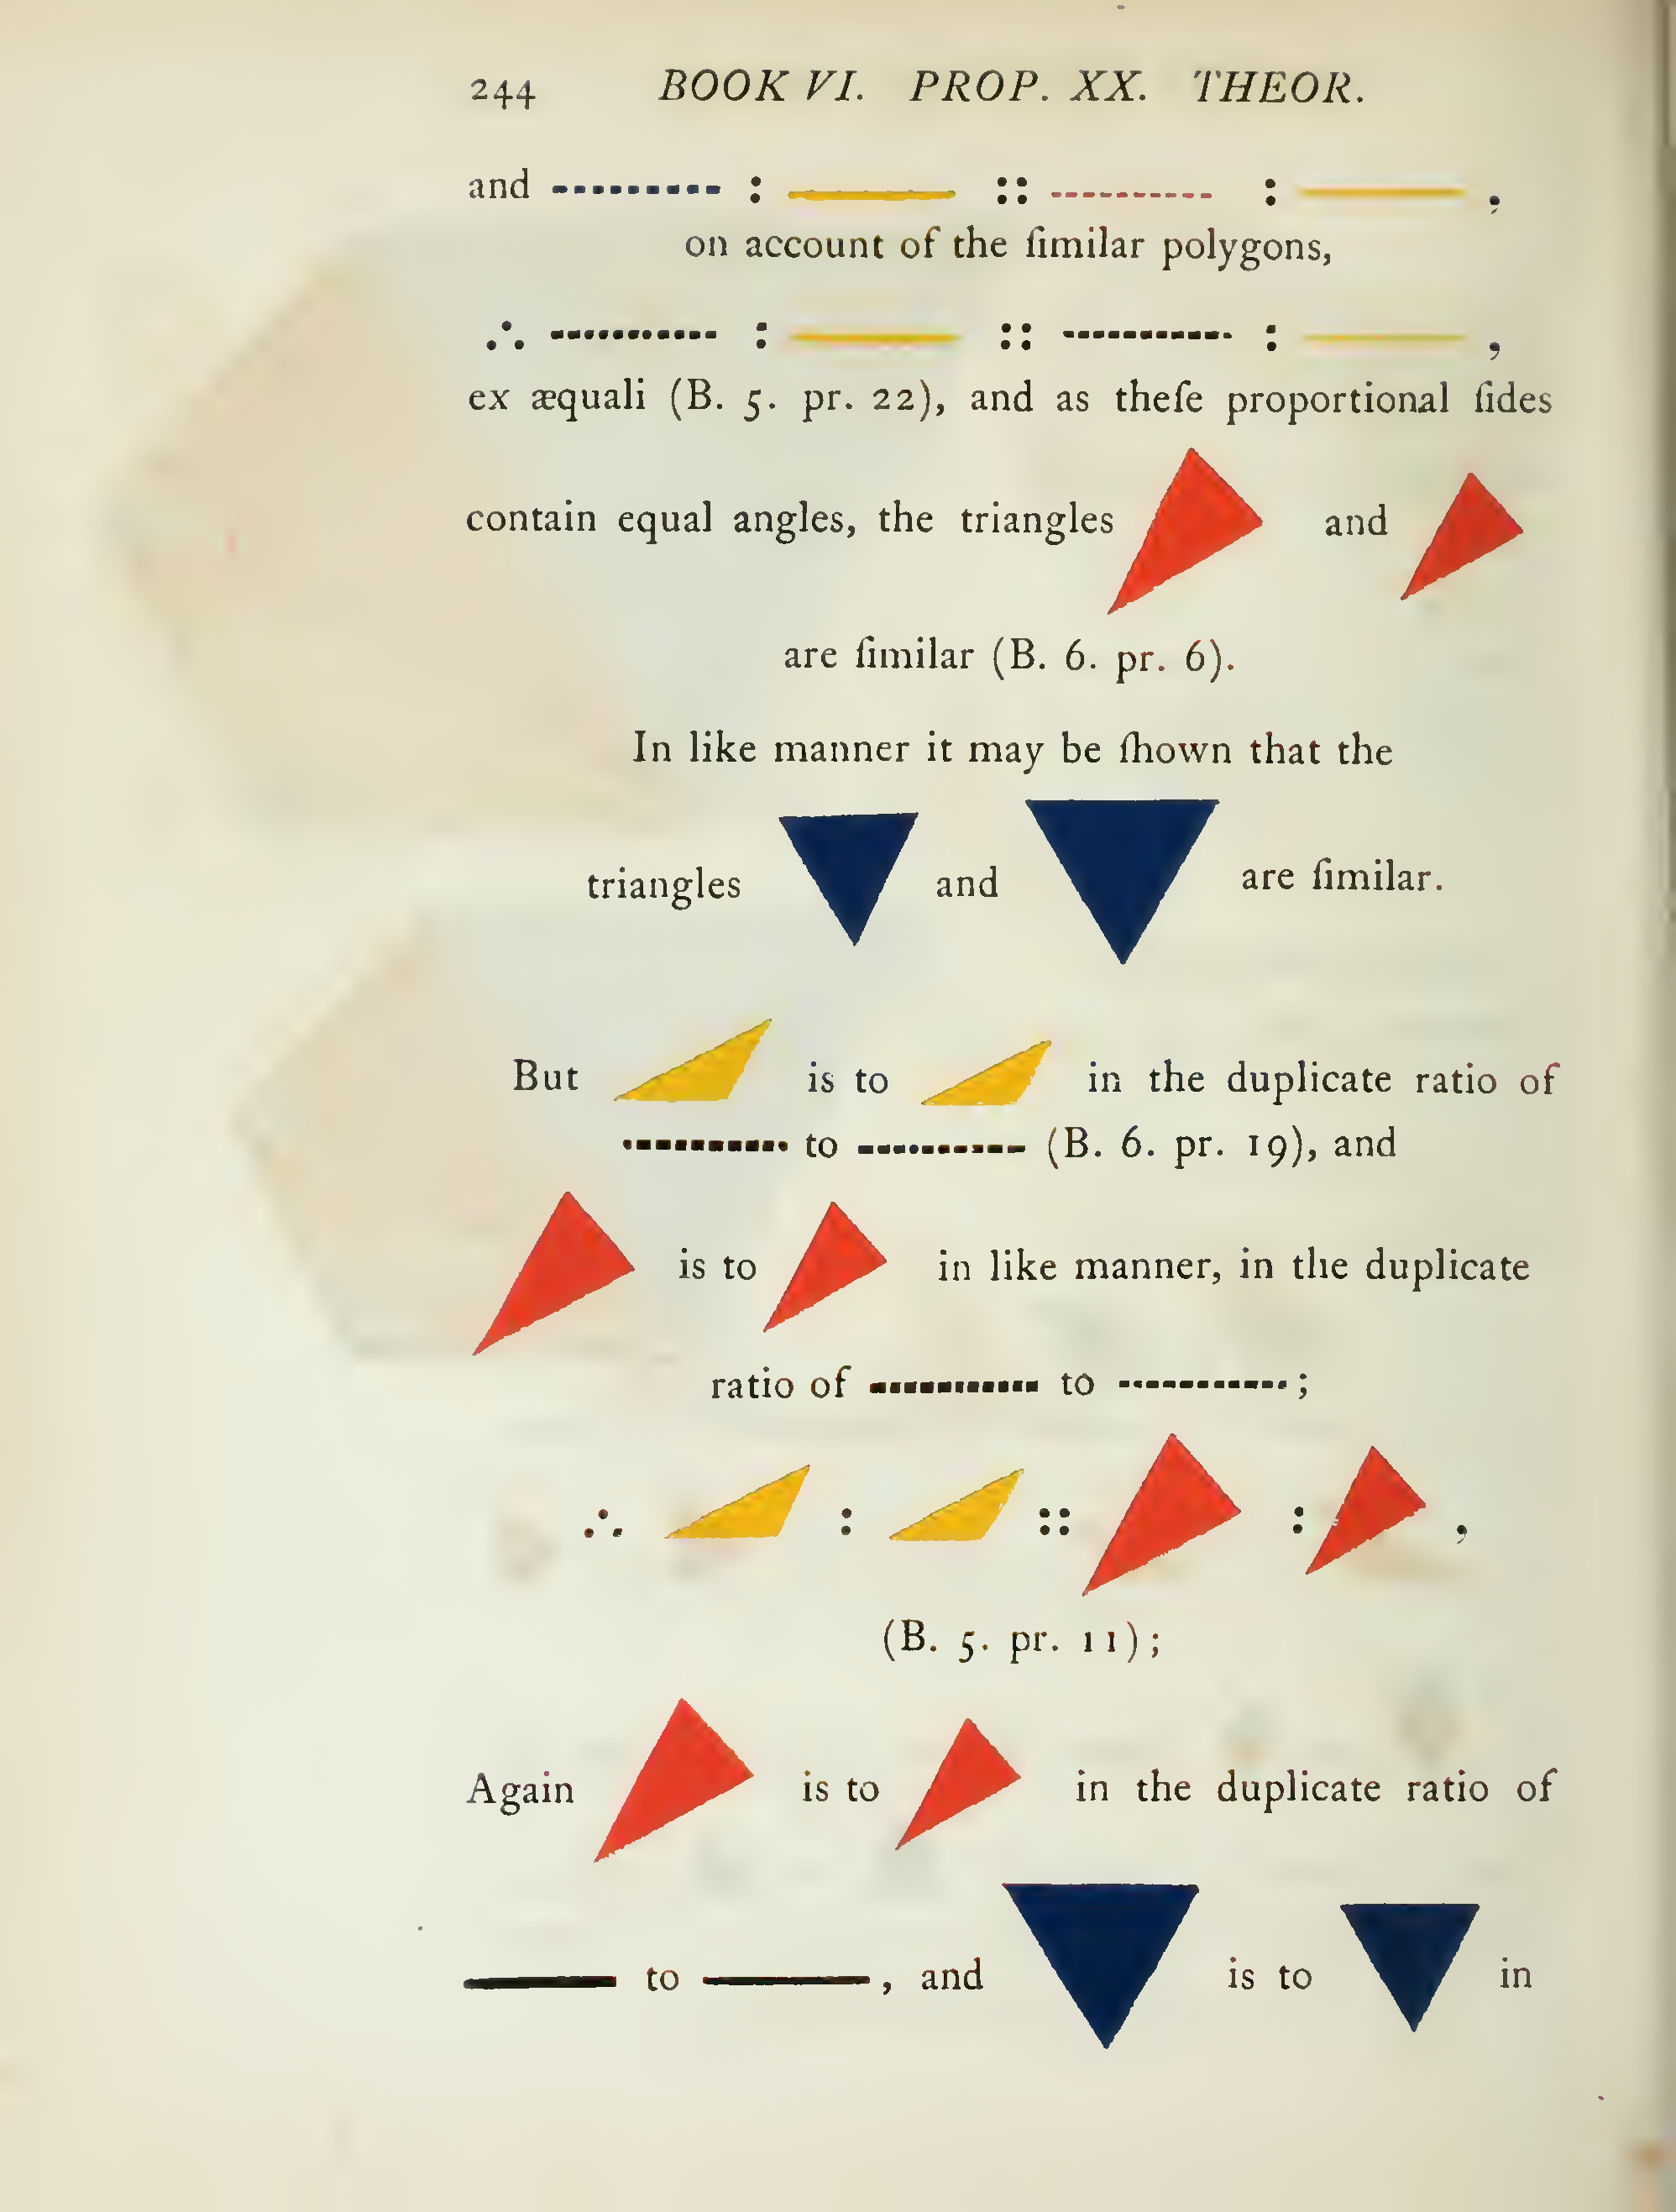 244 BOOK VI. PROP. XX. THEOR.
and : :: : ,
on account of the ſimilar polygons,
∴ : :: : ,
ex æquali (B. 5. pr. 22), and as theſe proportional ſides
contain equal angles, the triangles and
are ſimilar (B. 6. pr. 6).
In like manner it may be ſhown that the
triangles and are ſimilar.
But is to in the duplicate ratio of
to (B. 6. pr. 19), and
is to in like manner, in the duplicate
ratio of to ;
∴ : :: : ,
(B. 5. pr. 11);
Again is to in the duplicate ratio of
to , and is to in